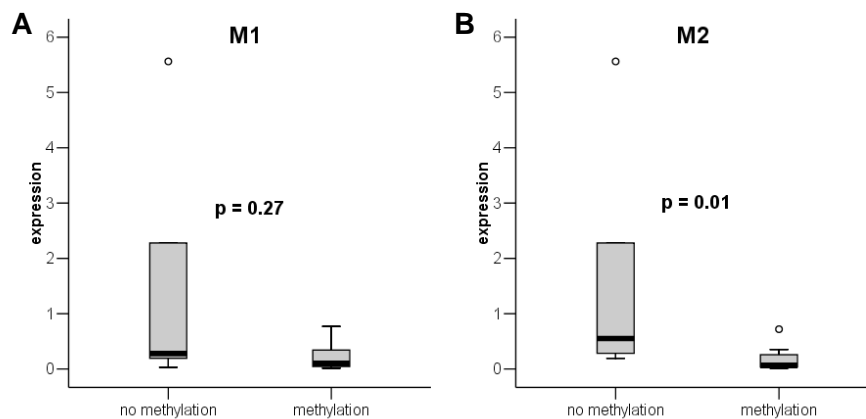 A
M1
6
5
4
3
2
1
0
expression
p = 0.27
no methylation
methylation
B
M2
6
5
4
3
2
1
0
expression
p = 0.01
no methylation
methylation